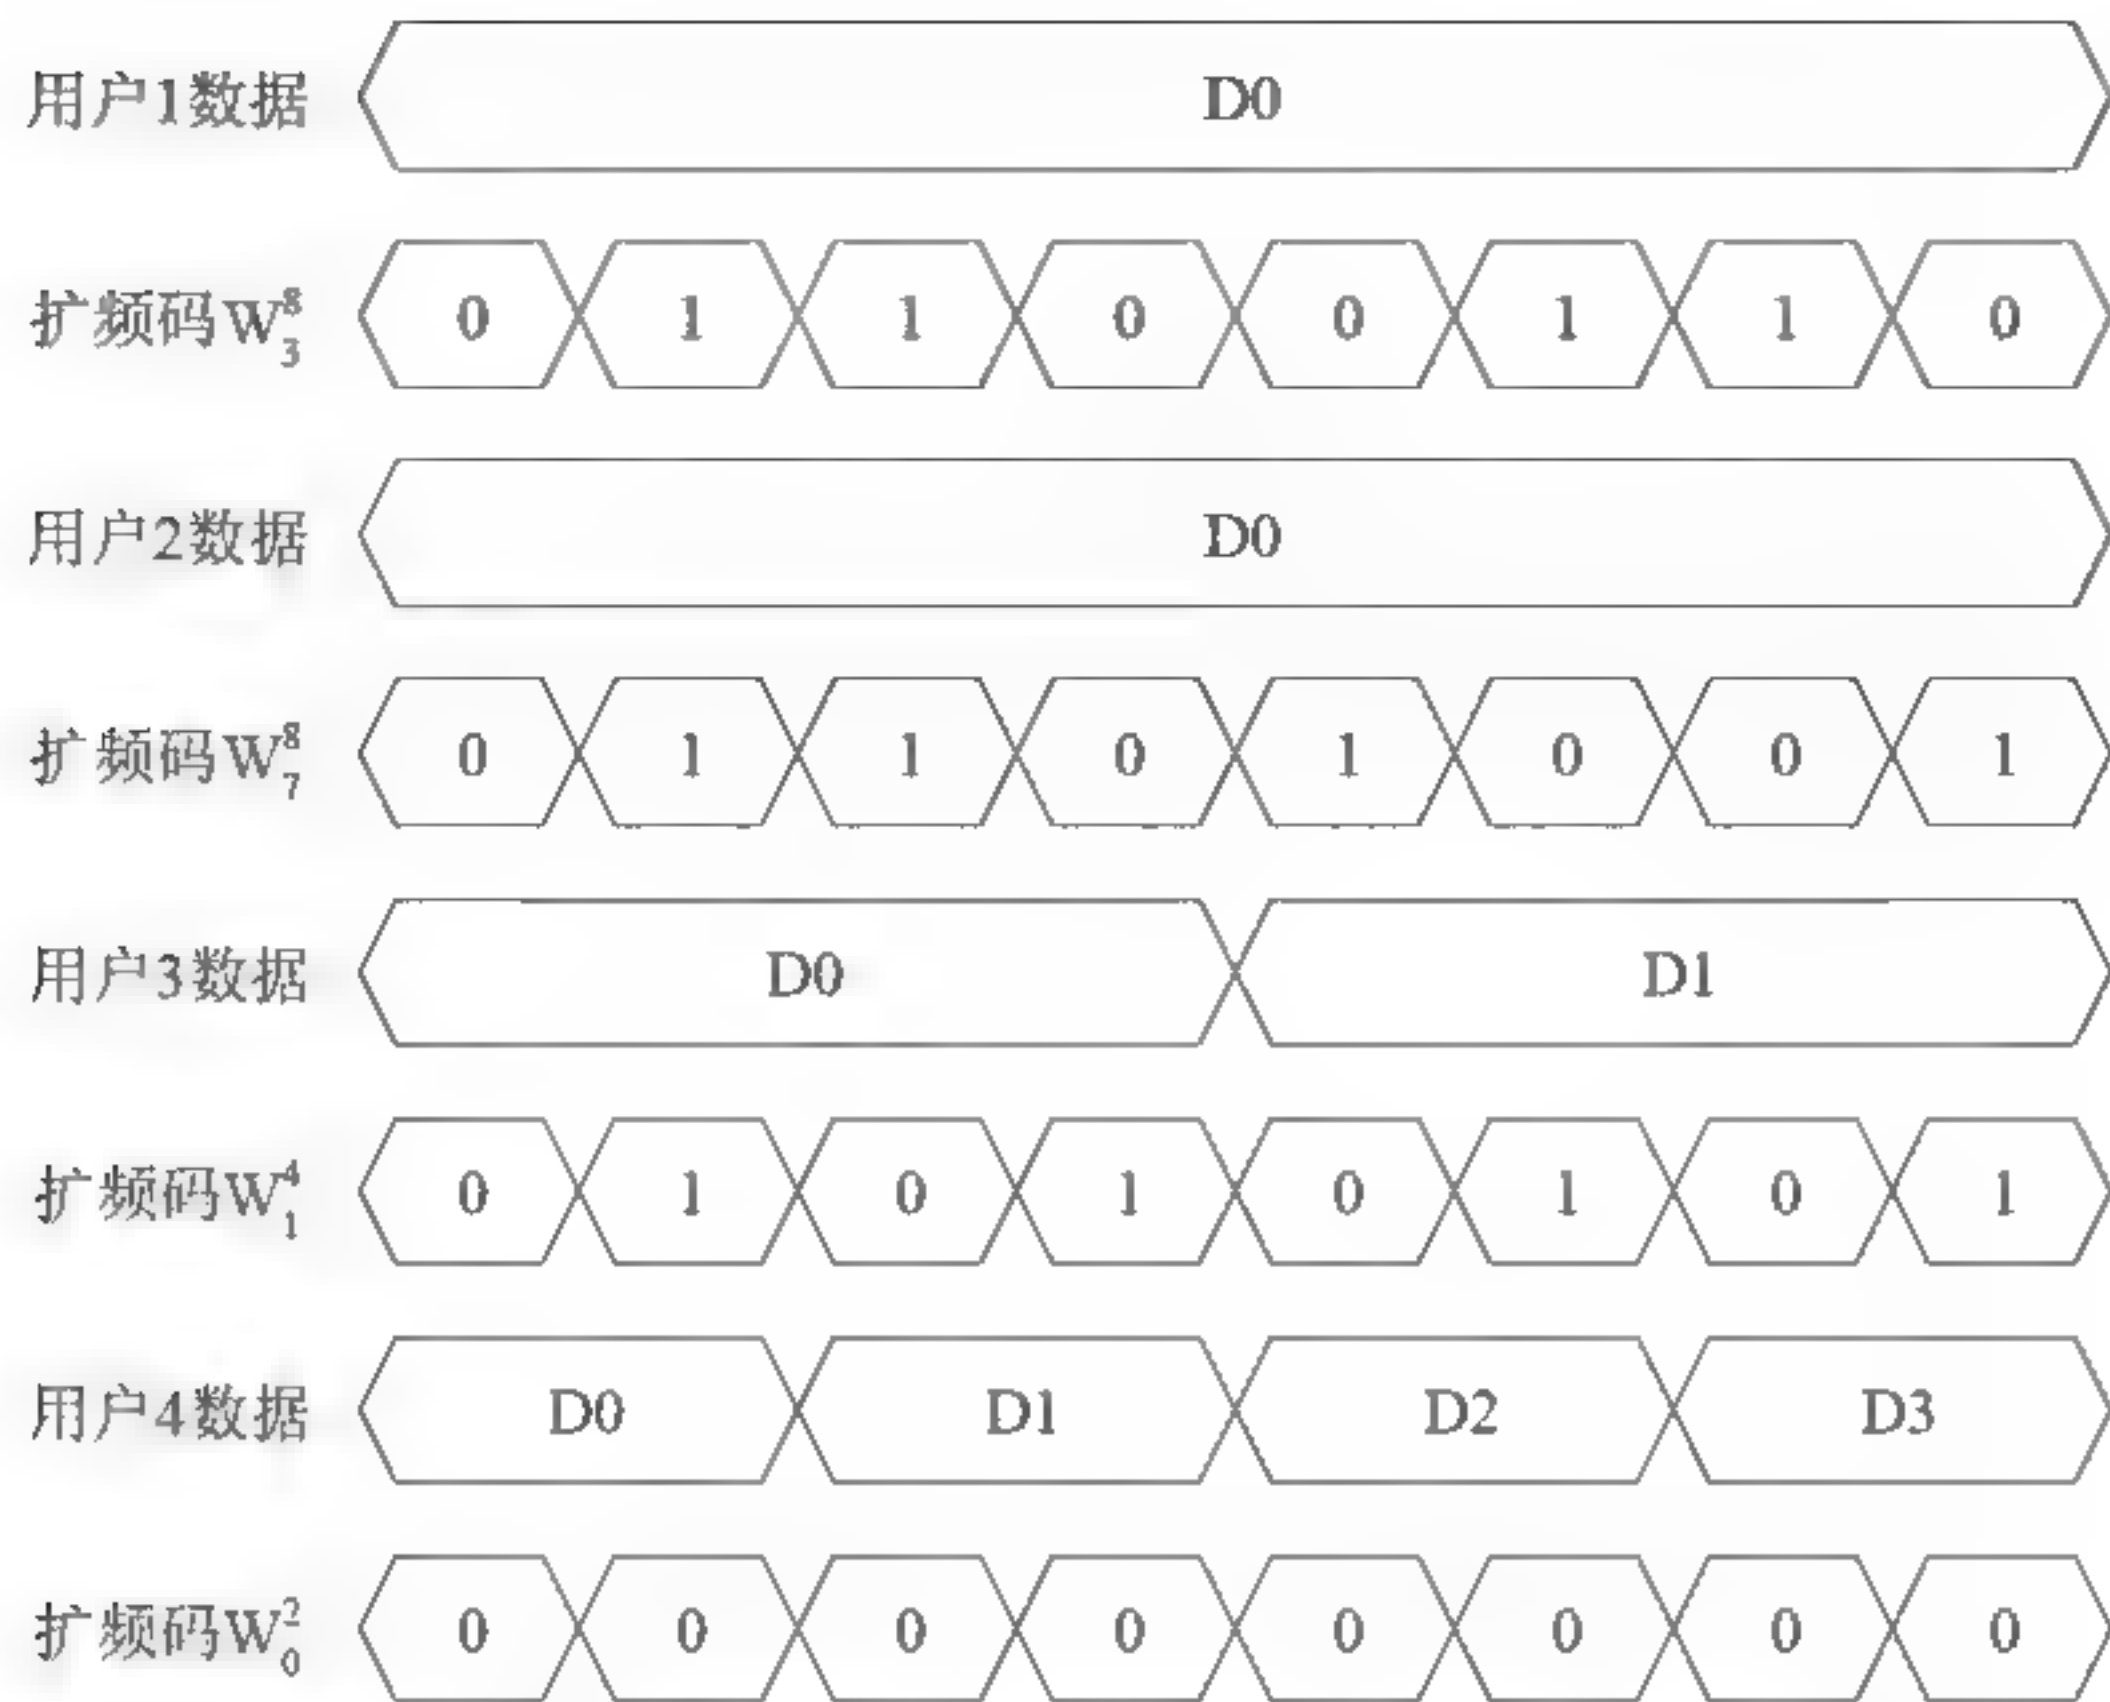 用户1数据 D0
扩频码W⁸₃ 0 1 1 0 0 1 1 0
用户2数据 D0
扩频码W⁸₇ 0 1 1 0 1 0 0 1
用户3数据 D0 D1
扩频码W⁴₁ 0 1 0 1 0 1 0 1
用户4数据 D0 D1 D2 D3
扩频码W²₀ 0 0 0 0 0 0 0 0